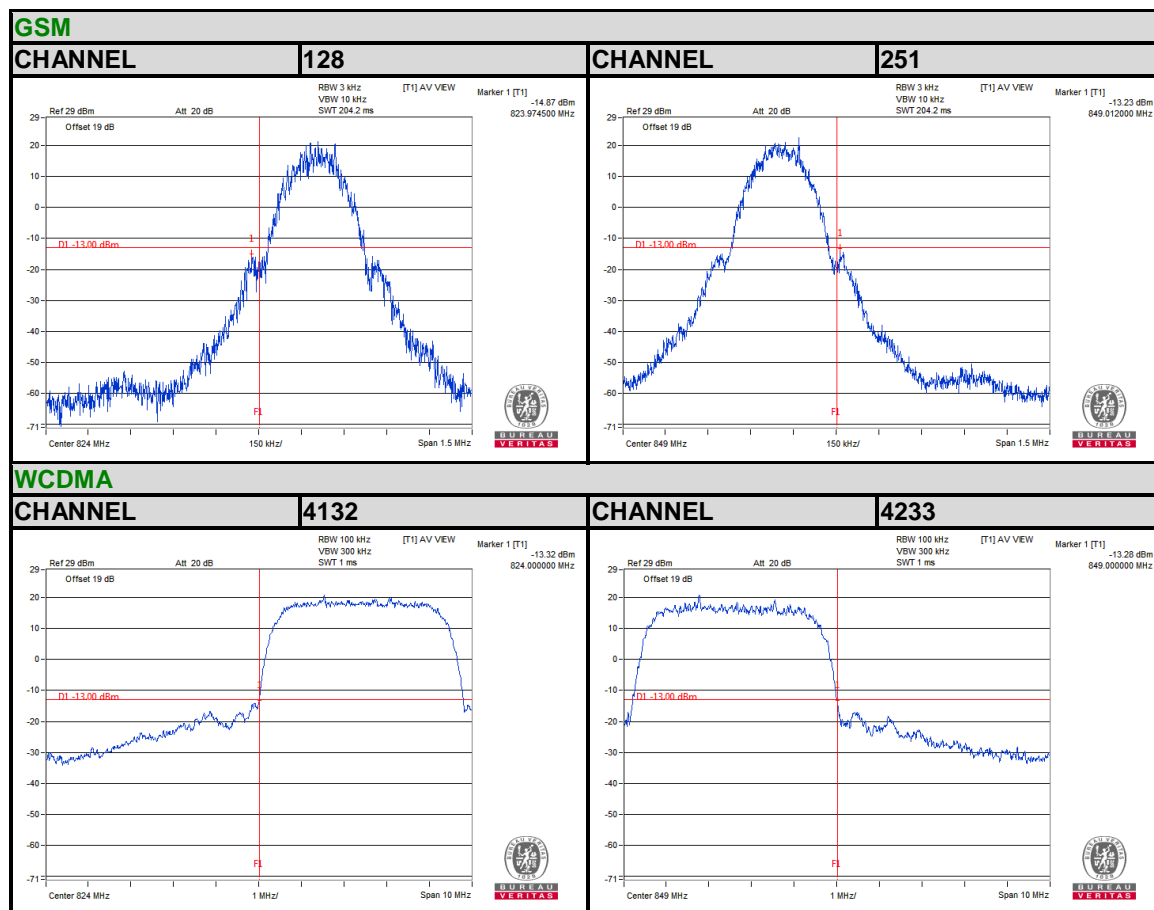 GSM
CHANNEL 128 CHANNEL 251
RBW 3 kHz [T1] AV VIEW
VBW 10 kHz
SWT 204.2 ms
Marker 1 [T1]
-14.87 dBm
823.974500 MHz
Ref 29 dBm Att 20 dB
Offset 19 dB
29
20
10
0
-10
-20
-30
-40
-50
-60
-71
D1 -13.00 dBm
1
F1
Center 824 MHz 150 kHz/ Span 1.5 MHz
BUREAU VERITAS
1828
BUREAU
VERITAS
RBW 3 kHz [T1] AV VIEW
VBW 10 kHz
SWT 204.2 ms
Marker 1 [T1]
-13.23 dBm
849.012000 MHz
Ref 29 dBm Att 20 dB
Offset 19 dB
29
20
10
0
-10
-20
-30
-40
-50
-60
-71
D1 -13.00 dBm
1
F1
Center 849 MHz 150 kHz/ Span 1.5 MHz
BUREAU VERITAS
1828
BUREAU
VERITAS
WCDMA
CHANNEL 4132 CHANNEL 4233
RBW 100 kHz [T1] AV VIEW
VBW 300 kHz
SWT 1 ms
Marker 1 [T1]
-13.32 dBm
824.000000 MHz
Ref 29 dBm Att 20 dB
Offset 19 dB
29
20
10
0
-10
-20
-30
-40
-50
-60
-71
D1 -13.00 dBm
1
F1
Center 824 MHz 1 MHz/ Span 10 MHz
BUREAU VERITAS
1828
BUREAU
VERITAS
RBW 100 kHz [T1] AV VIEW
VBW 300 kHz
SWT 1 ms
Marker 1 [T1]
-13.28 dBm
849.000000 MHz
Ref 29 dBm Att 20 dB
Offset 19 dB
29
20
10
0
-10
-20
-30
-40
-50
-60
-71
D1 -13.00 dBm
1
F1
Center 849 MHz 1 MHz/ Span 10 MHz
BUREAU VERITAS
1828
BUREAU
VERITAS